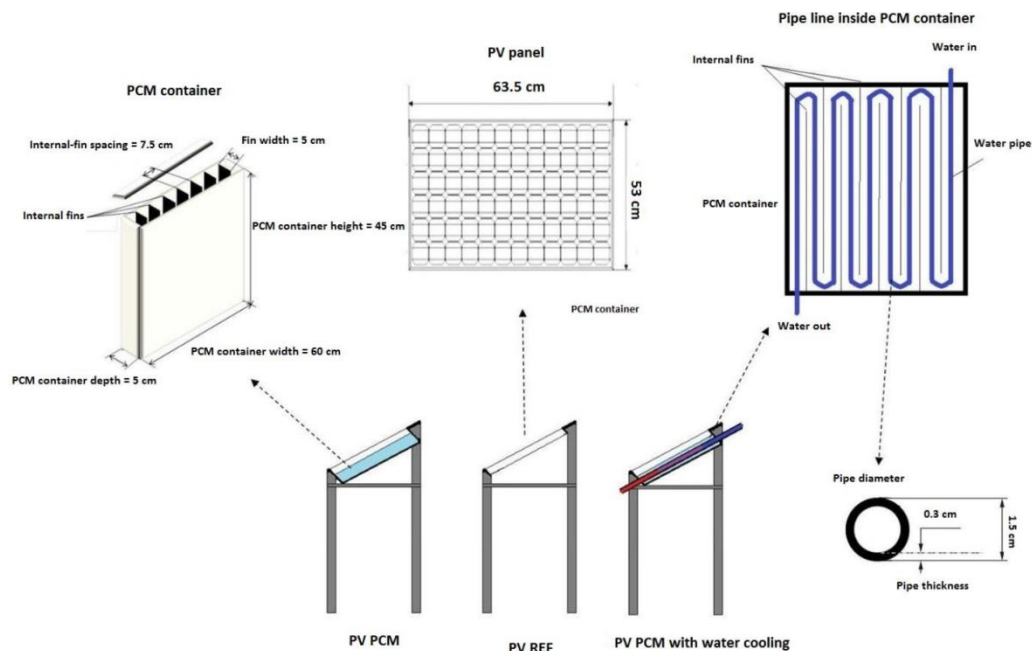 Pipe line inside PCM container
Water in
Internal fins
Water pipe
PCM container
Water out
PV panel
63.5 cm
53 cm
PCM container
PCM container
Internal-fin spacing = 7.5 cm
Fin width = 5 cm
Internal fins
PCM container height = 45 cm
PCM container width = 60 cm
PCM container depth = 5 cm
Pipe diameter
0.3 cm
1.5 cm
Pipe thickness
PV PCM
PV REF
PV PCM with water cooling